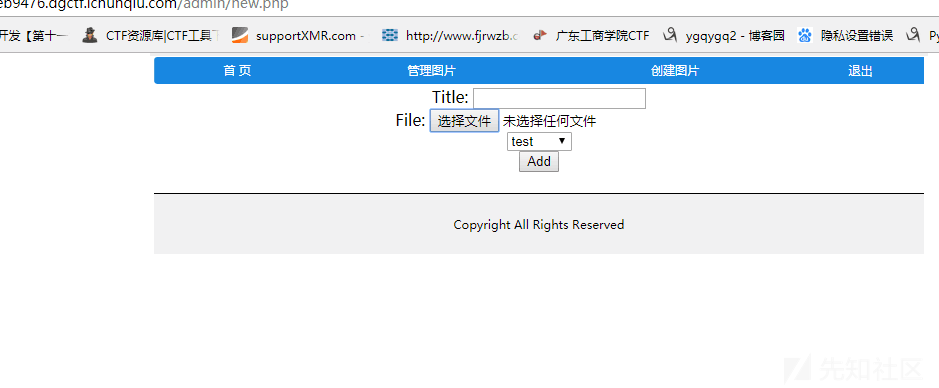 eb9476.dgctf.ichunqiu.com/admin/new.php
开发【第十一 CTF资源库|CTF工具下 supportXMR.com - http://www.fjrwzb.c 广东工商学院CTF ygqygq2 - 博客园 隐私设置错误 Py
首 页 管理图片 创建图片 退出
Title:
File: 选择文件 未选择任何文件
test
Add
Copyright All Rights Reserved
先知社区